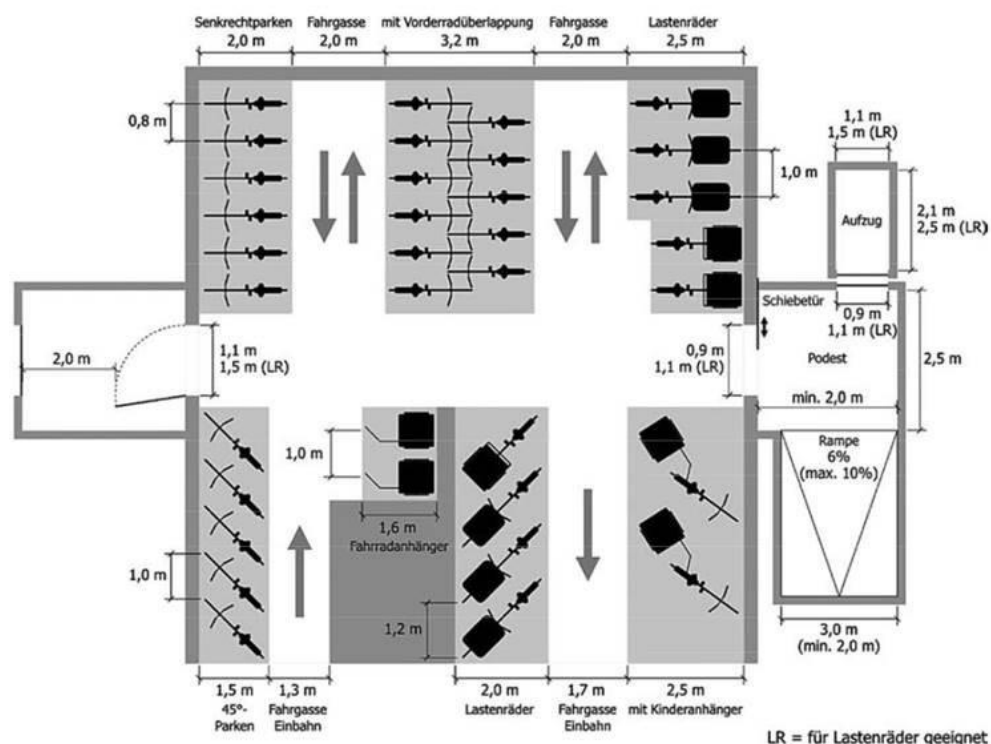 Senkrechtparken
2,0 m
Fahrgasse
2,0 m
mit Vorderradüberlappung
3,2 m
Fahrgasse
2,0 m
Lastenräder
2,5 m
0,8 m
1,0 m
1,1 m
1,5 m (LR)
Aufzug
2,1 m
2,5 m (LR)
Schiebetür
0,9 m
1,1 m (LR)
2,0 m
1,1 m
1,5 m (LR)
0,9 m
1,1 m (LR)
Podest
2,5 m
min. 2,0 m
1,0 m
Rampe
6%
(max. 10%)
1,6 m
Fahrradanhänger
1,0 m
1,2 m
3,0 m
(min. 2,0 m)
1,5 m
45°-
Parken
1,3 m
Fahrgasse
Einbahn
2,0 m
Lastenräder
1,7 m
Fahrgasse
Einbahn
2,5 m
mit Kinderanhänger
LR = für Lastenräder geeignet